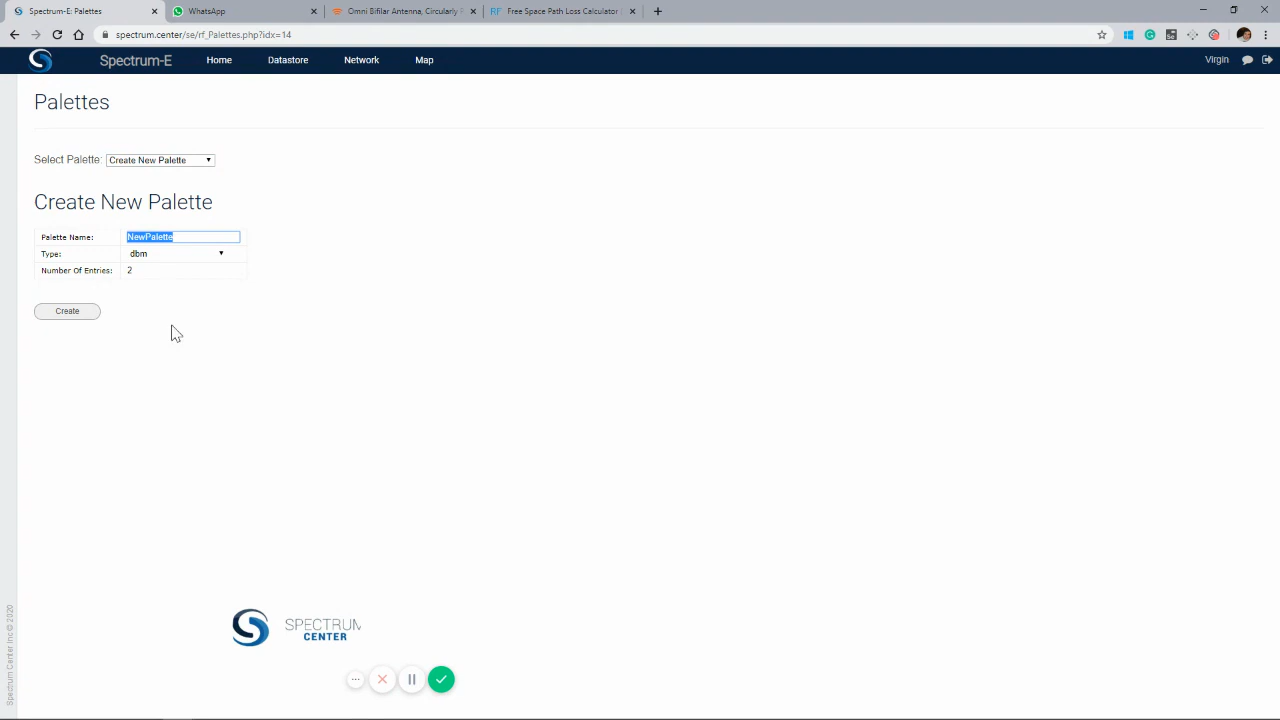 Spectrum-E: Palettes
WhatsApp
Omni Bifilar Antenna, Circularly
Free Space Path Loss Calculator
spectrum.center/se/rf_Palettes.php?idx=14
Spectrum-E Home Datastore Network Map Virgin
Palettes
Select Palette: Create New Palette
Create New Palette
Palette Name: NewPalette
Type: dbm
Number Of Entries: 2
Create
Spectrum Center Inc © 2020
SPECTRUM
CENTER